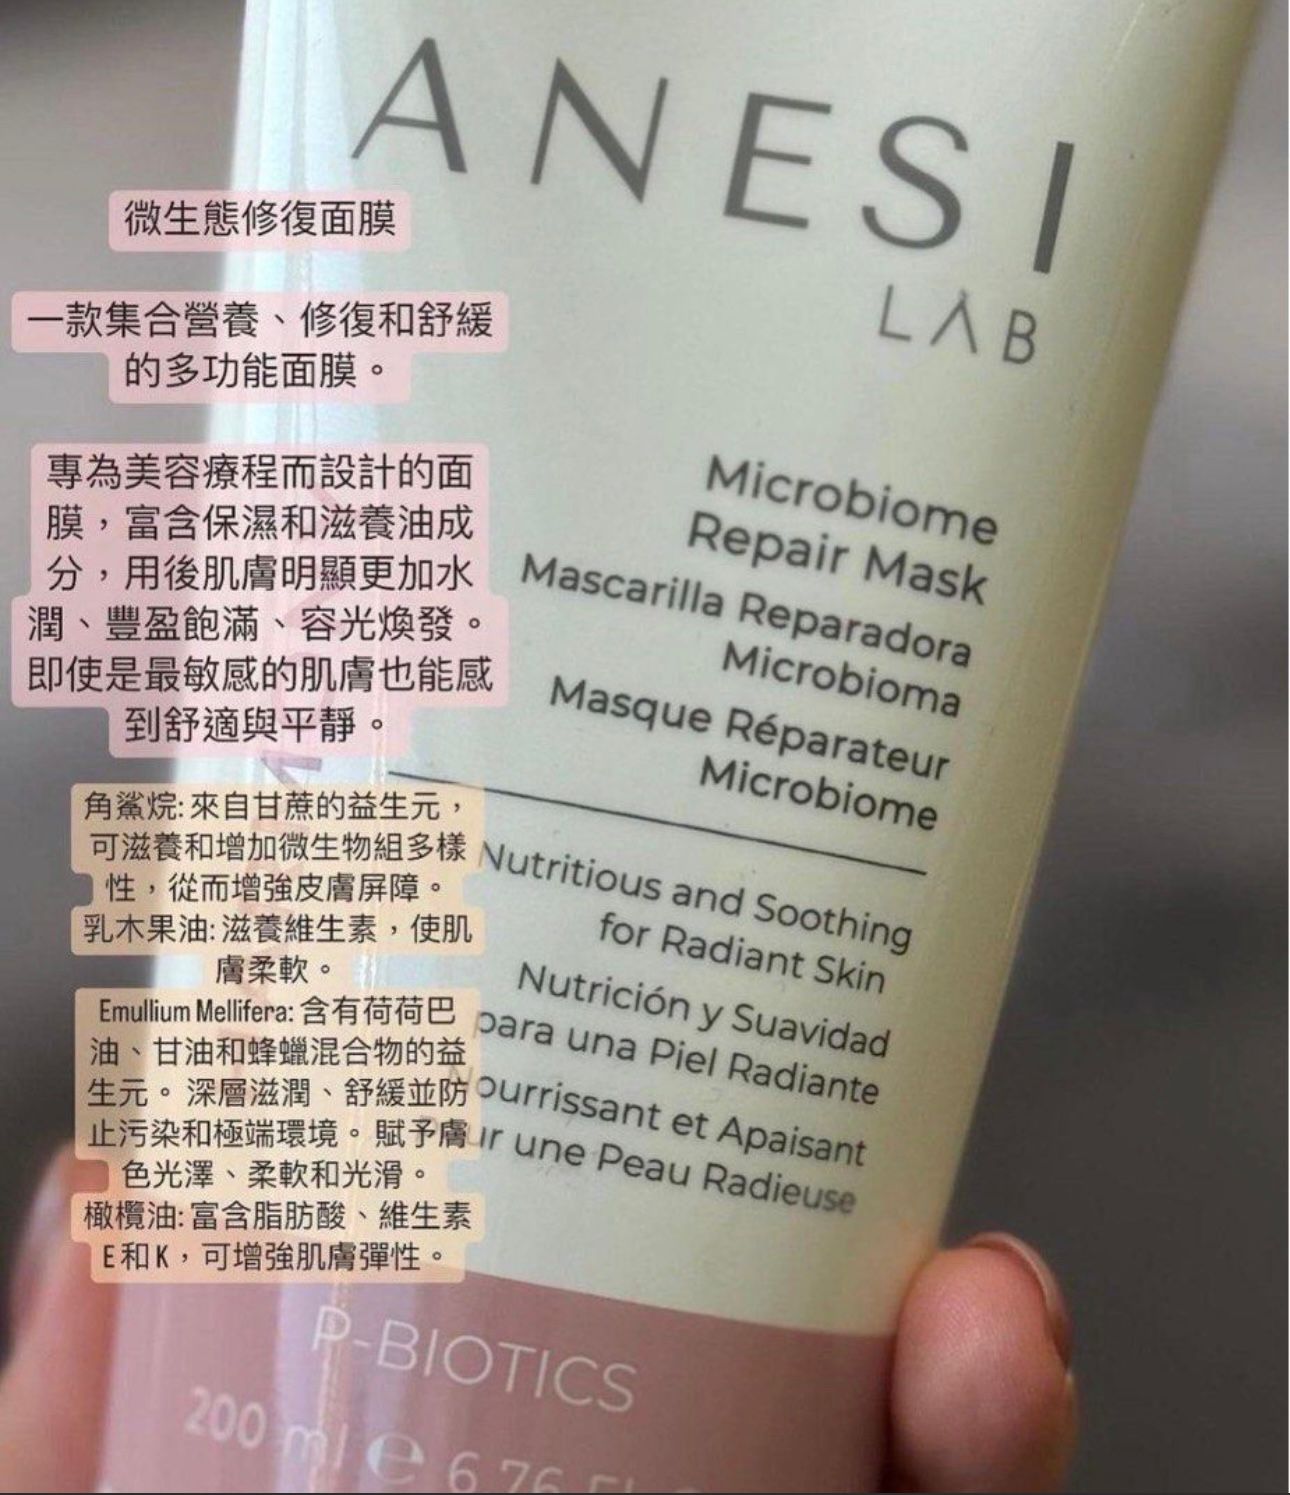 ANESI
LAB
微生態修復面膜
一款集合營養、修復和舒緩
的多功能面膜。
專為美容療程而設計的面
膜，富含保濕和滋養油成
分，用後肌膚明顯更加水
潤、豐盈飽滿、容光煥發。
即使是最敏感的肌膚也能感
到舒適與平靜。
角鯊烷: 來自甘蔗的益生元，
可滋養和增加微生物組多樣
性，從而增強皮膚屏障。
乳木果油: 滋養維生素，使肌
膚柔軟。
Emullium Mellifera: 含有荷荷巴
油、甘油和蜂蠟混合物的益
生元。 深層滋潤、舒緩並防
止污染和極端環境。 賦予膚
色光澤、柔軟和光滑。
橄欖油: 富含脂肪酸、維生素
E 和 K，可增強肌膚彈性。
Microbiome
Repair Mask
Mascarilla Reparadora
Microbioma
Masque Réparateur
Microbiome
Nutritious and Soothing
for Radiant Skin
Nutrición y Suavidad
para una Piel Radiante
Nourrissant et Apaisant
Pour une Peau Radieuse
P-BIOTICS
200 ml e 6.76